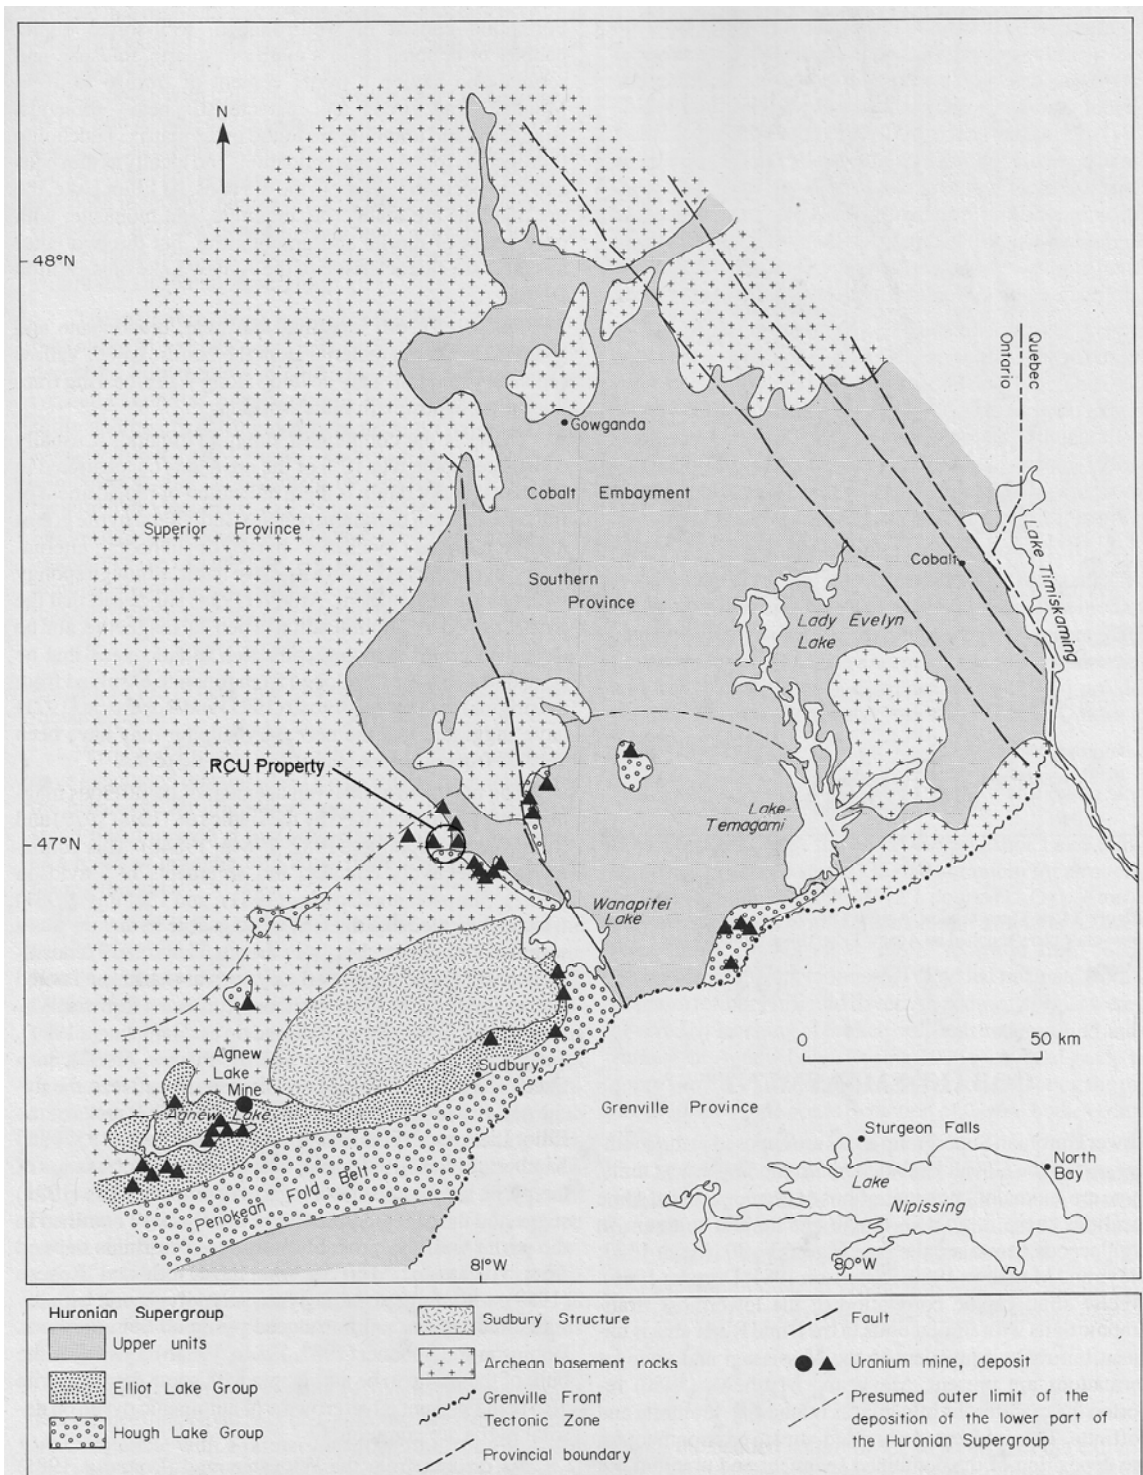 N
48°N
Quebec
Ontario
Gowganda
Cobalt Embayment
Superior Province
Lake Timiskaming
Cobalt
Southern
Province
Lady Evelyn
Lake
RCU Property
Lake
Temagami
47°N
Wanapitei
Lake
0 50 km
Agnew
Lake
Mine
Sudbury
Agnew Lake
Grenville Province
Sturgeon Falls
North
Bay
Lake
Nipissing
Penokean Fold Belt
81°W
80°W
Huronian Supergroup
Upper units
Elliot Lake Group
Hough Lake Group
Sudbury Structure
Archean basement rocks
Grenville Front
Tectonic Zone
Provincial boundary
Fault
Uranium mine, deposit
Presumed outer limit of the
deposition of the lower part of
the Huronian Supergroup